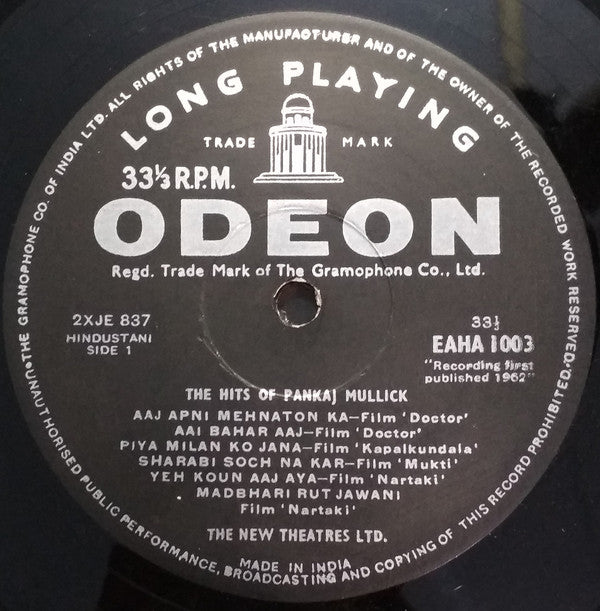 UNAUTHORISED PUBLIC PERFORMANCE, BROADCASTING AND COPYING OF THIS RECORD PROHIBITED. THE GRAMOPHONE CO. OF INDIA LTD. ALL RIGHTS OF THE MANUFACTURER AND OF THE OWNER OF THE RECORDED WORK RESERVED.
LONG PLAYING
TRADE MARK
33⅓ R.P.M.
ODEON
Regd. Trade Mark of The Gramophone Co., Ltd.
2XJE 837
HINDUSTANI
SIDE 1
33⅓
EAHA 1003
"Recording first
published 1962"
THE HITS OF PANKAJ MULLICK
AAJ APNI MEHNATON KA—Film 'Doctor'
AAI BAHAR AAJ—Film 'Doctor'
PIYA MILAN KO JANA—Film 'Kapalkundala'
SHARABI SOCH NA KAR—Film 'Mukti'
YEH KOUN AAJ AYA—Film 'Nartaki'
MADBHARI RUT JAWANI
Film 'Nartaki'
THE NEW THEATRES LTD.
MADE IN INDIA